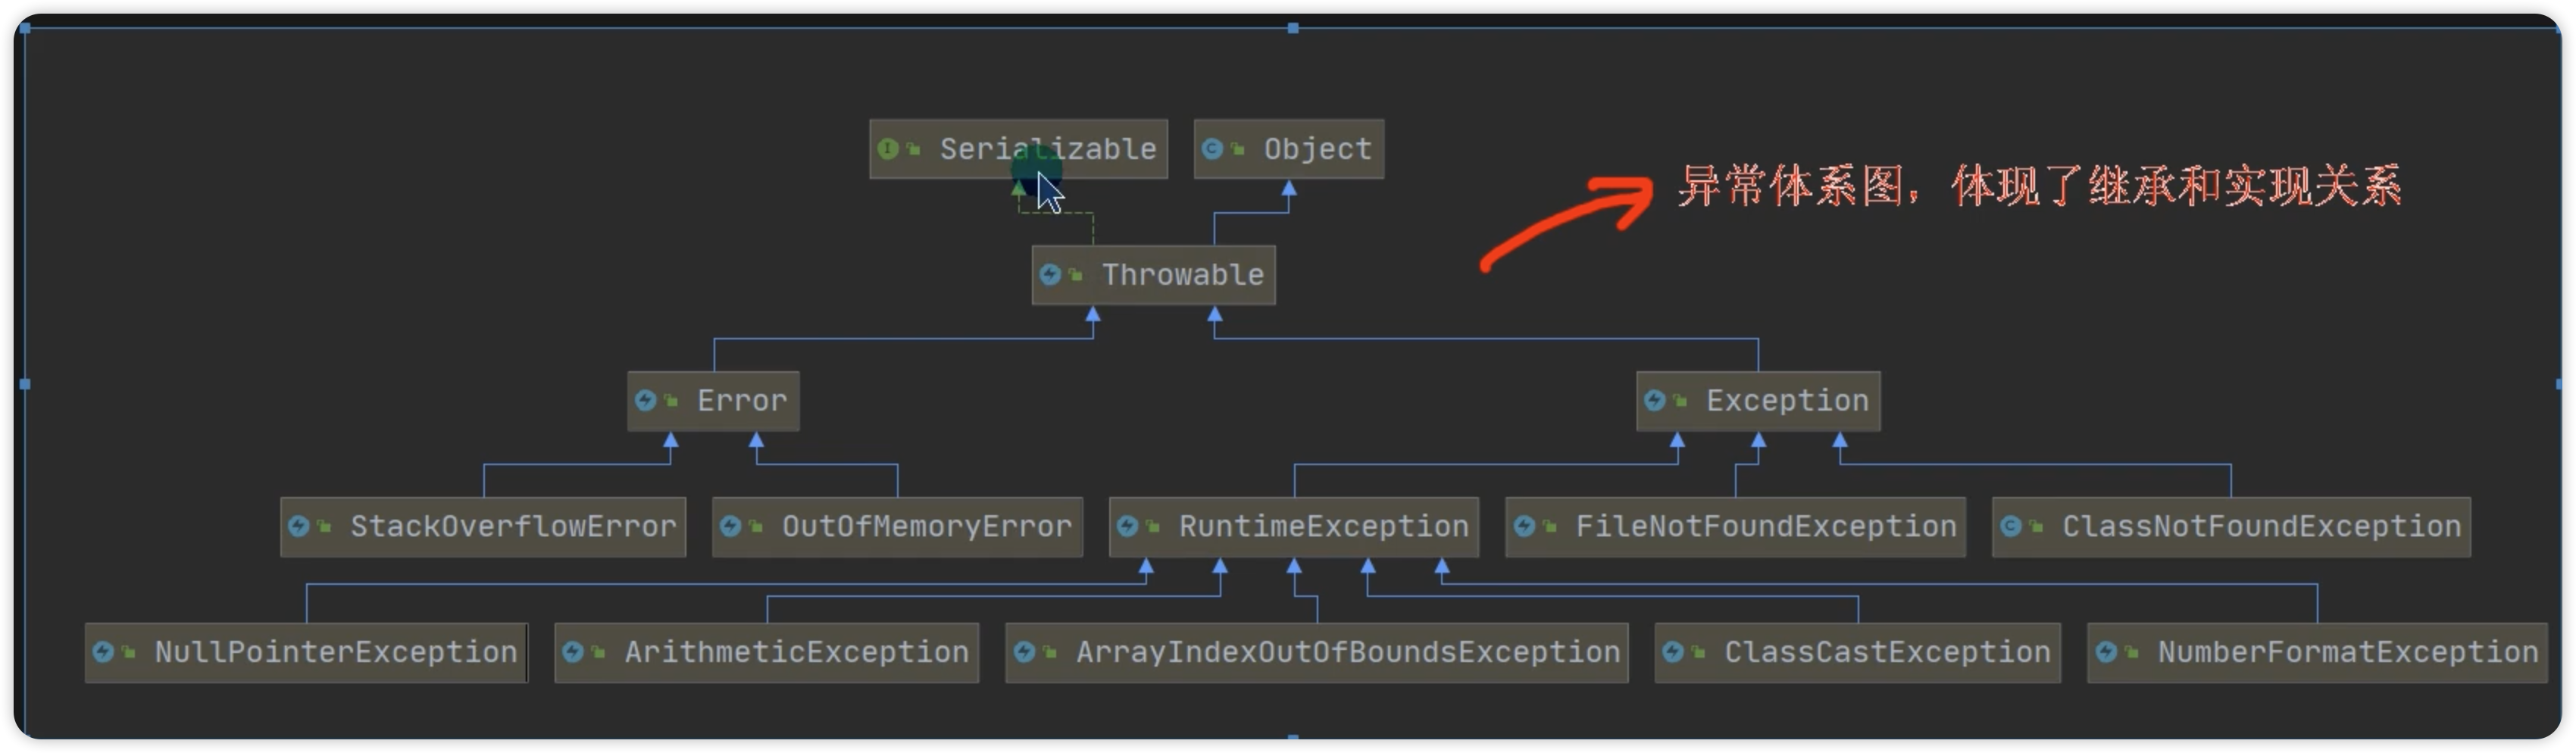 Serializable
Object
异常体系图，体现了继承和实现关系
Throwable
Error
Exception
StackOverflowError
OutOfMemoryError
RuntimeException
FileNotFoundException
ClassNotFoundException
NullPointerException
ArithmeticException
ArrayIndexOutOfBoundsException
ClassCastException
NumberFormatException